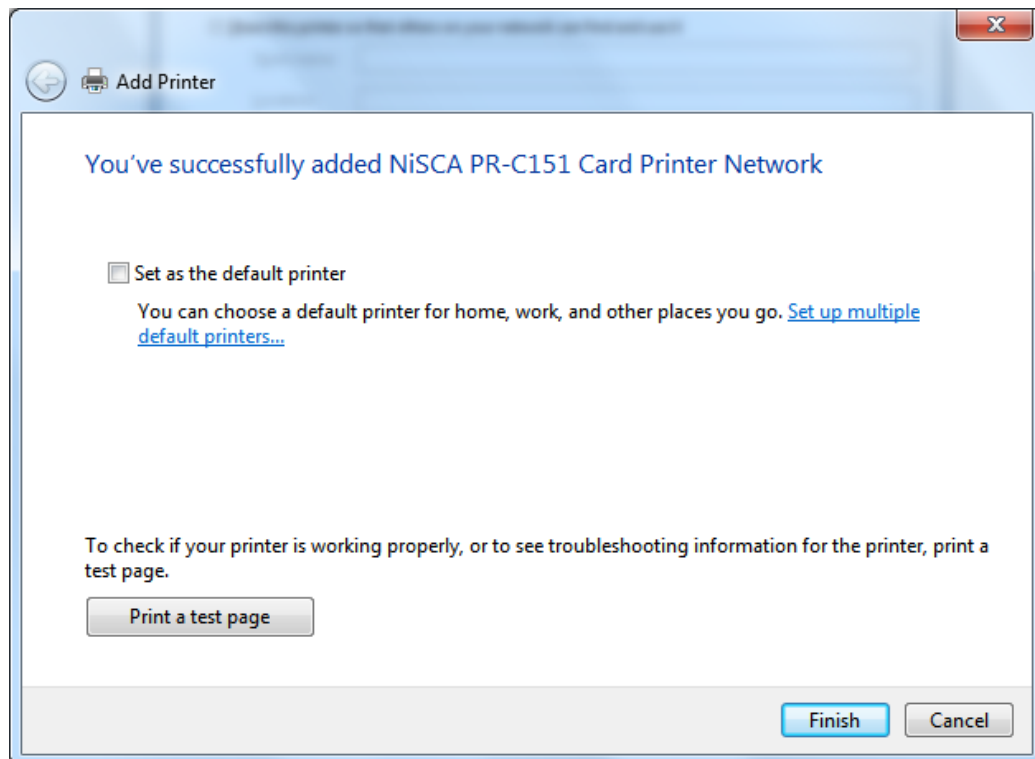 Add Printer
You've successfully added NiSCA PR-C151 Card Printer Network
Set as the default printer
You can choose a default printer for home, work, and other places you go. Set up multiple
default printers...
To check if your printer is working properly, or to see troubleshooting information for the printer, print a
test page.
Print a test page
Finish
Cancel